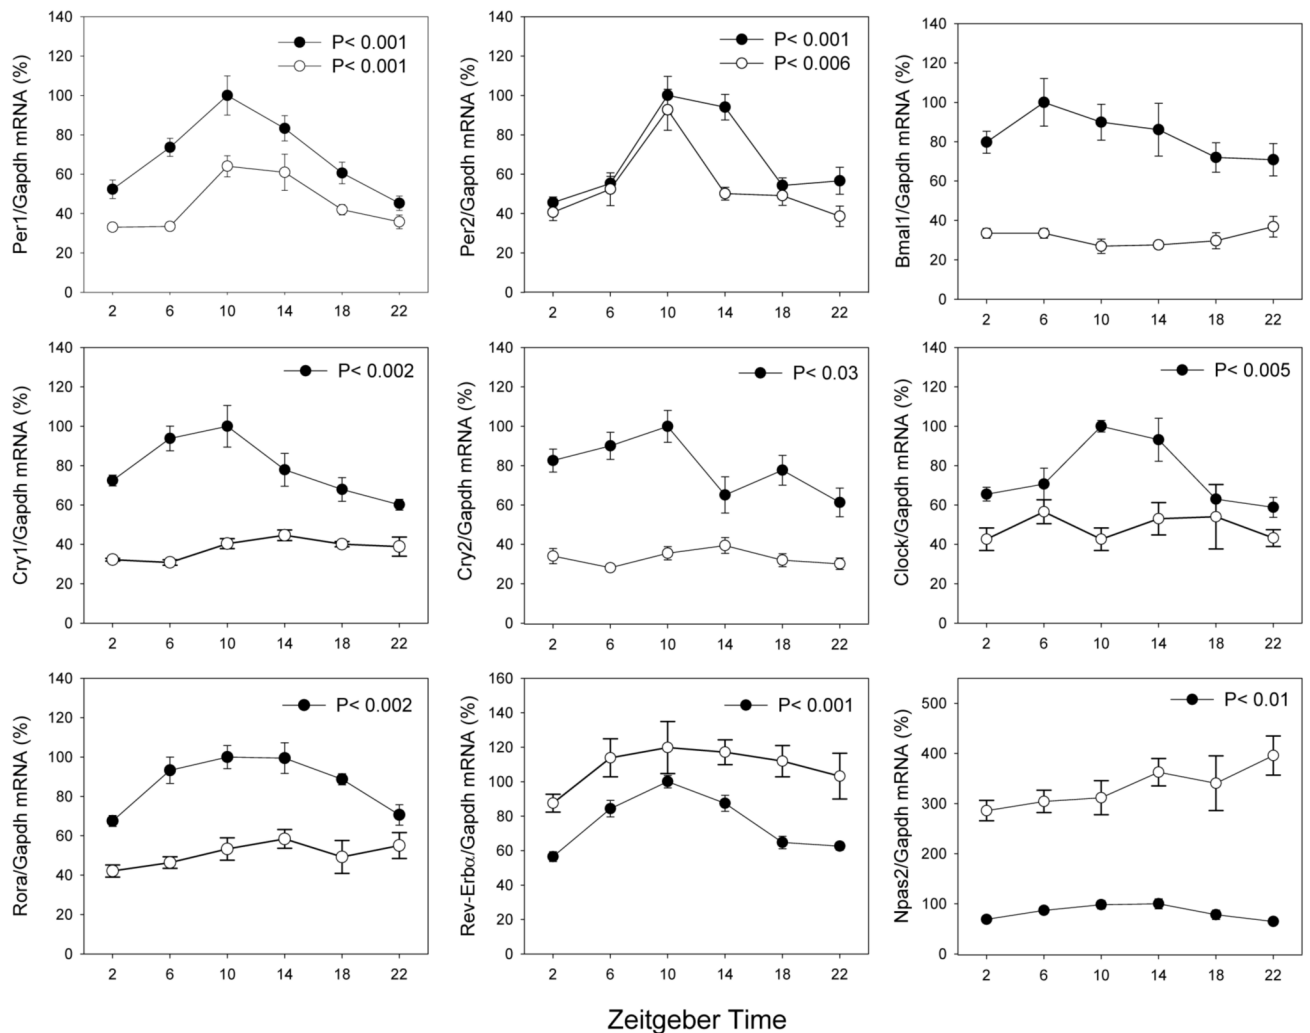 140
120
100
80
60
40
20
0
Per1/Gapdh mRNA (%)
P< 0.001
P< 0.001
2 6 10 14 18 22
140
120
100
80
60
40
20
0
Per2/Gapdh mRNA (%)
P< 0.001
P< 0.006
2 6 10 14 18 22
140
120
100
80
60
40
20
0
Bmal1/Gapdh mRNA (%)
2 6 10 14 18 22
140
120
100
80
60
40
20
0
Cry1/Gapdh mRNA (%)
P< 0.002
2 6 10 14 18 22
140
120
100
80
60
40
20
0
Cry2/Gapdh mRNA (%)
P< 0.03
2 6 10 14 18 22
140
120
100
80
60
40
20
0
Clock/Gapdh mRNA (%)
P< 0.005
2 6 10 14 18 22
140
120
100
80
60
40
20
0
Rora/Gapdh mRNA (%)
P< 0.002
2 6 10 14 18 22
160
140
120
100
80
60
40
20
0
Rev-Erbα/Gapdh mRNA (%)
P< 0.001
2 6 10 14 18 22
500
400
300
200
100
0
Npas2/Gapdh mRNA (%)
P< 0.01
2 6 10 14 18 22
Zeitgeber Time